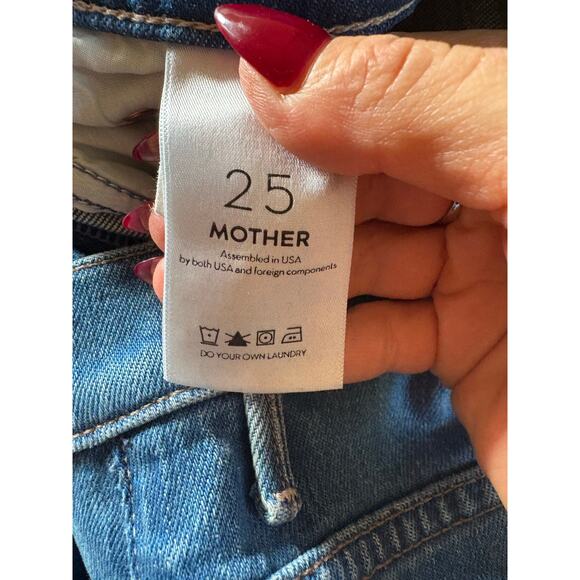 25
MOTHER
Assembled in USA
by both USA and foreign components
DO YOUR OWN LAUNDRY